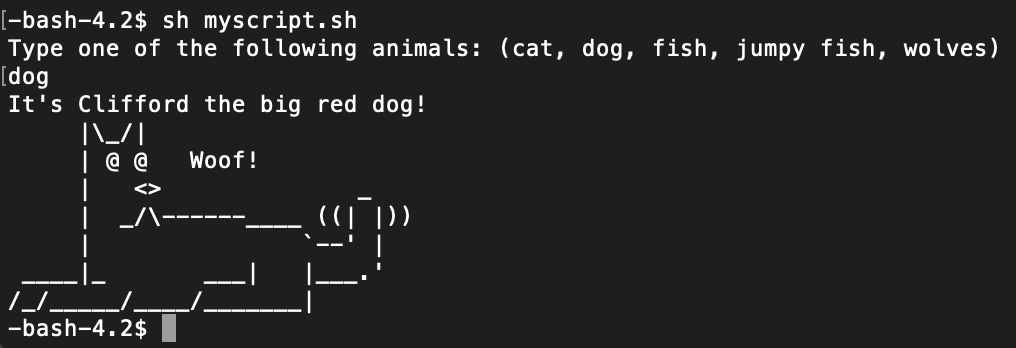 [-bash-4.2$ sh myscript.sh
Type one of the following animals: (cat, dog, fish, jumpy fish, wolves)
[dog
It's Clifford the big red dog!
     |\_/|
     | @ @   Woof!
     |   <>              _
     |  _/\------____ ((| |))
     |               `--' |
 ____|_       ___|   |___.'
/_/_____/____/_______|
-bash-4.2$